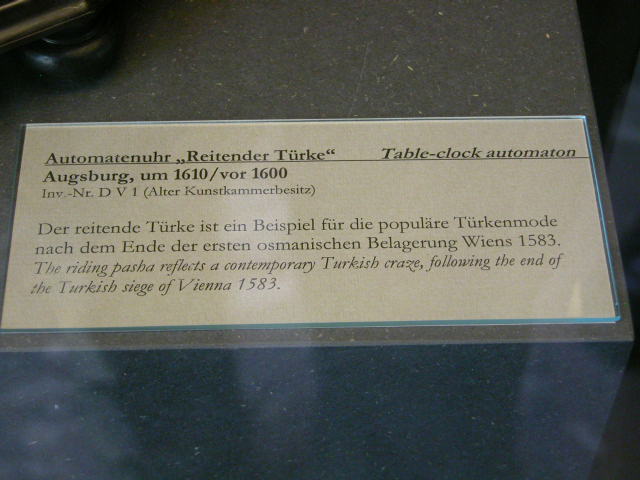 Automatenuhr „Reitender Türke“ Table-clock automaton
Augsburg, um 1610/vor 1600
Inv.-Nr. D V 1 (Alter Kunstkammerbesitz)
Der reitende Türke ist ein Beispiel für die populäre Türkenmode
nach dem Ende der ersten osmanischen Belagerung Wiens 1583.
The riding pasha reflects a contemporary Turkish craze, following the end of
the Turkish siege of Vienna 1583.